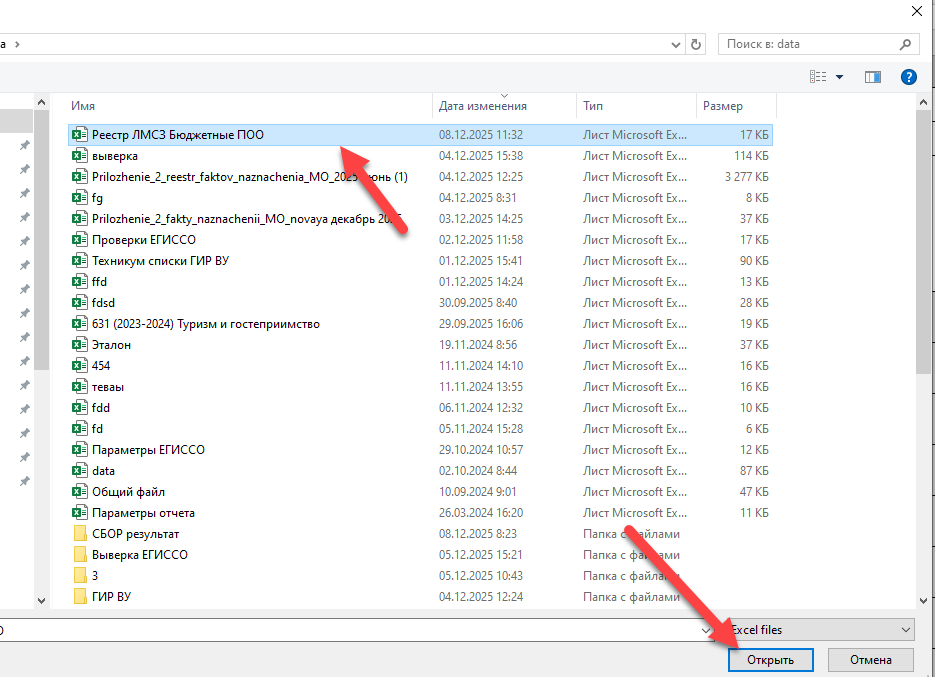 а
Поиск в: data
Имя Дата изменения Тип Размер
Реестр ЛМСЗ Бюджетные ПОО 08.12.2025 11:32 Лист Microsoft Ex... 17 КБ
выверка 04.12.2025 15:38 Лист Microsoft Ex... 114 КБ
Prilozhenie_2_reestr_faktov_naznachenia_MO_2025 июнь (1) 04.12.2025 12:25 Лист Microsoft Ex... 3 277 КБ
fg 04.12.2025 8:31 Лист Microsoft Ex... 8 КБ
Prilozhenie_2_fakty_naznachenii_MO_novaya декабрь 2025 03.12.2025 14:25 Лист Microsoft Ex... 37 КБ
Проверки ЕГИССО 02.12.2025 11:58 Лист Microsoft Ex... 17 КБ
Техникум списки ГИР ВУ 01.12.2025 15:41 Лист Microsoft Ex... 90 КБ
ffd 01.12.2025 14:24 Лист Microsoft Ex... 13 КБ
fdsd 30.09.2025 8:40 Лист Microsoft Ex... 28 КБ
631 (2023-2024) Туризм и гостеприимство 29.09.2025 16:06 Лист Microsoft Ex... 19 КБ
Эталон 19.11.2024 8:56 Лист Microsoft Ex... 37 КБ
454 11.11.2024 14:10 Лист Microsoft Ex... 16 КБ
теваы 11.11.2024 13:55 Лист Microsoft Ex... 16 КБ
fdd 06.11.2024 12:32 Лист Microsoft Ex... 10 КБ
fd 05.11.2024 15:28 Лист Microsoft Ex... 6 КБ
Параметры ЕГИССО 29.10.2024 10:57 Лист Microsoft Ex... 12 КБ
data 02.10.2024 8:44 Лист Microsoft Ex... 87 КБ
Общий файл 10.09.2024 9:01 Лист Microsoft Ex... 47 КБ
Параметры отчета 26.03.2024 16:20 Лист Microsoft Ex... 11 КБ
СБОР результат 08.12.2025 8:23 Папка с файлами
Выверка ЕГИССО 05.12.2025 15:21 Папка с файлами
3 05.12.2025 10:43 Папка с файлами
ГИР ВУ 04.12.2025 12:24 Папка с файлами
Excel files
Открыть Отмена